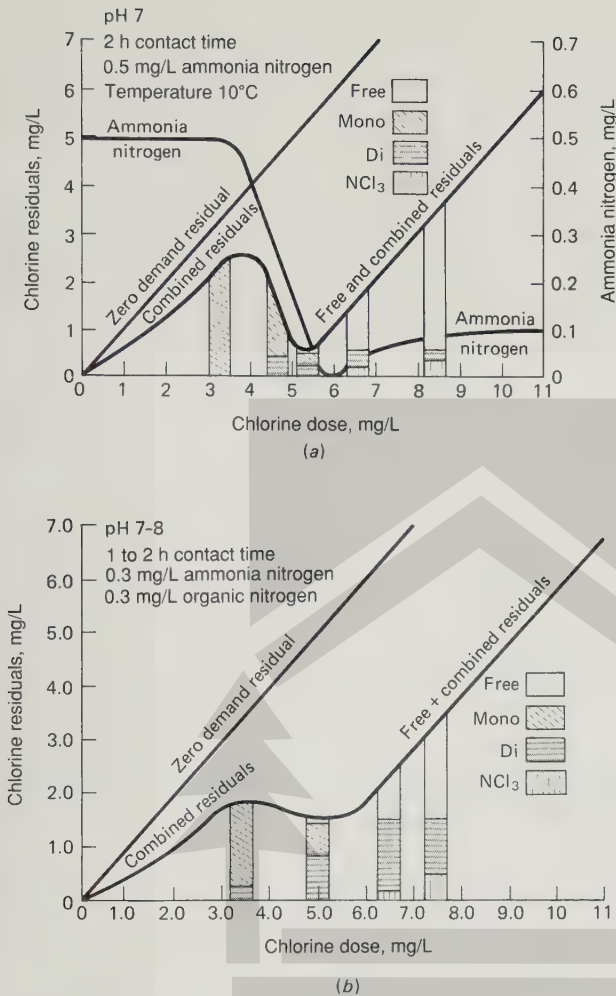 pH 7
2 h contact time
0.5 mg/L ammonia nitrogen
Temperature 10°C
Chlorine residuals, mg/L
7
6
5
4
3
2
1
0
Ammonia
nitrogen
Zero demand residual
Combined residuals
Free
Mono
Di
NCl₃
Free and combined residuals
Ammonia
nitrogen
Ammonia nitrogen, mg/L
0.7
0.6
0.5
0.4
0.3
0.2
0.1
0
0 1 2 3 4 5 6 7 8 9 10 11
Chlorine dose, mg/L
(a)
pH 7-8
1 to 2 h contact time
0.3 mg/L ammonia nitrogen
0.3 mg/L organic nitrogen
Chlorine residuals, mg/L
7.0
6.0
5.0
4.0
3.0
2.0
1.0
0
Zero demand residual
Combined residuals
Free + combined residuals
Free
Mono
Di
NCl₃
0 1.0 2.0 3.0 4.0 5.0 6.0 7.0 8.0 9.0 10.0 11
Chlorine dose, mg/L
(b)